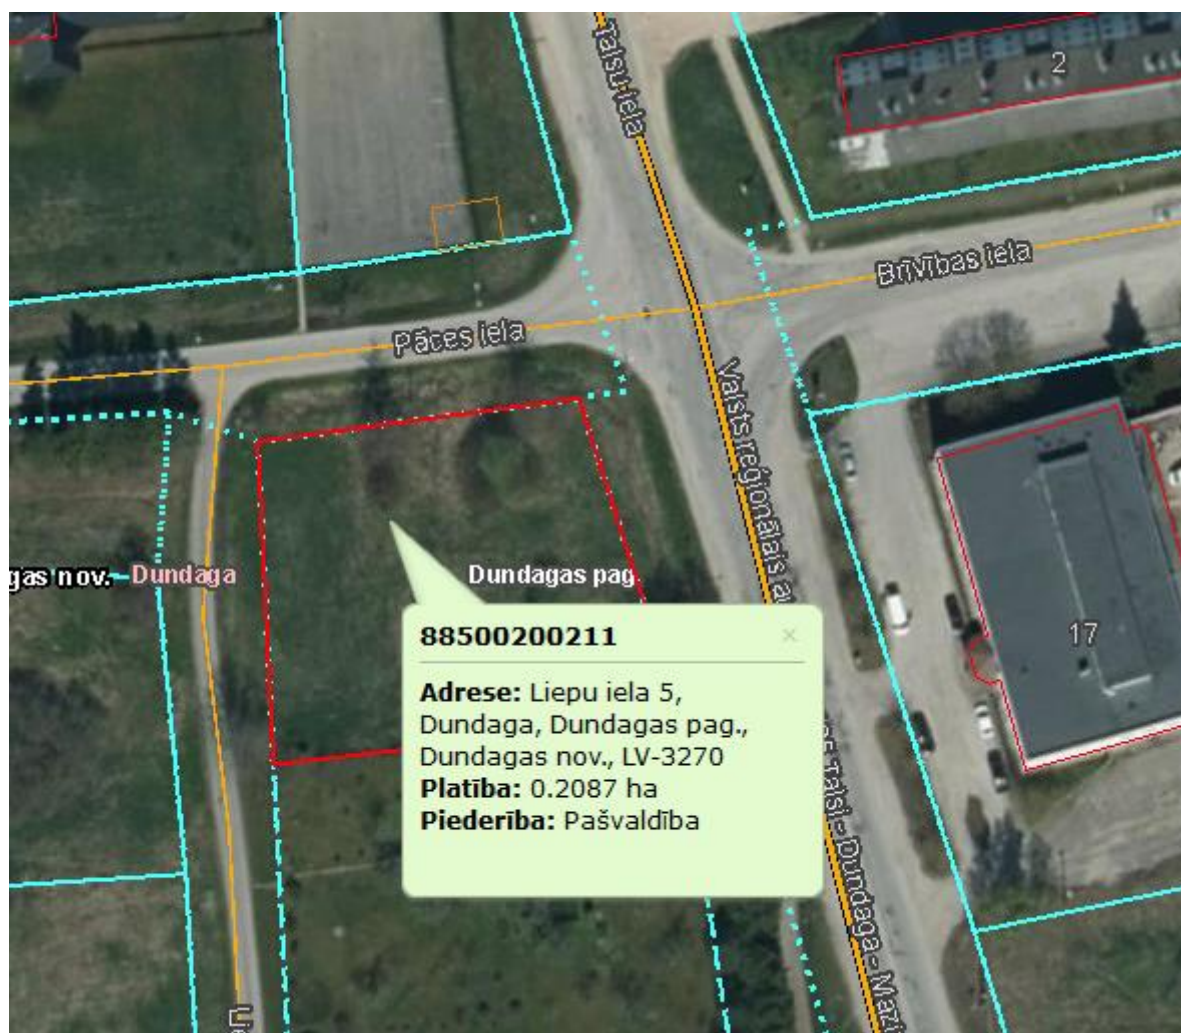 Talsu iela
2
Brīvības iela
Pāces iela
Valsts reģionālais
Dundaga
Dundagas pag.
17
88500200211
×
Adrese: Liepu iela 5,
Dundaga, Dundagas pag.,
Dundagas nov., LV-3270
Platība: 0.2087 ha
Piederība: Pašvaldība
Talsi - Dundaga - Mazi
gas nov.